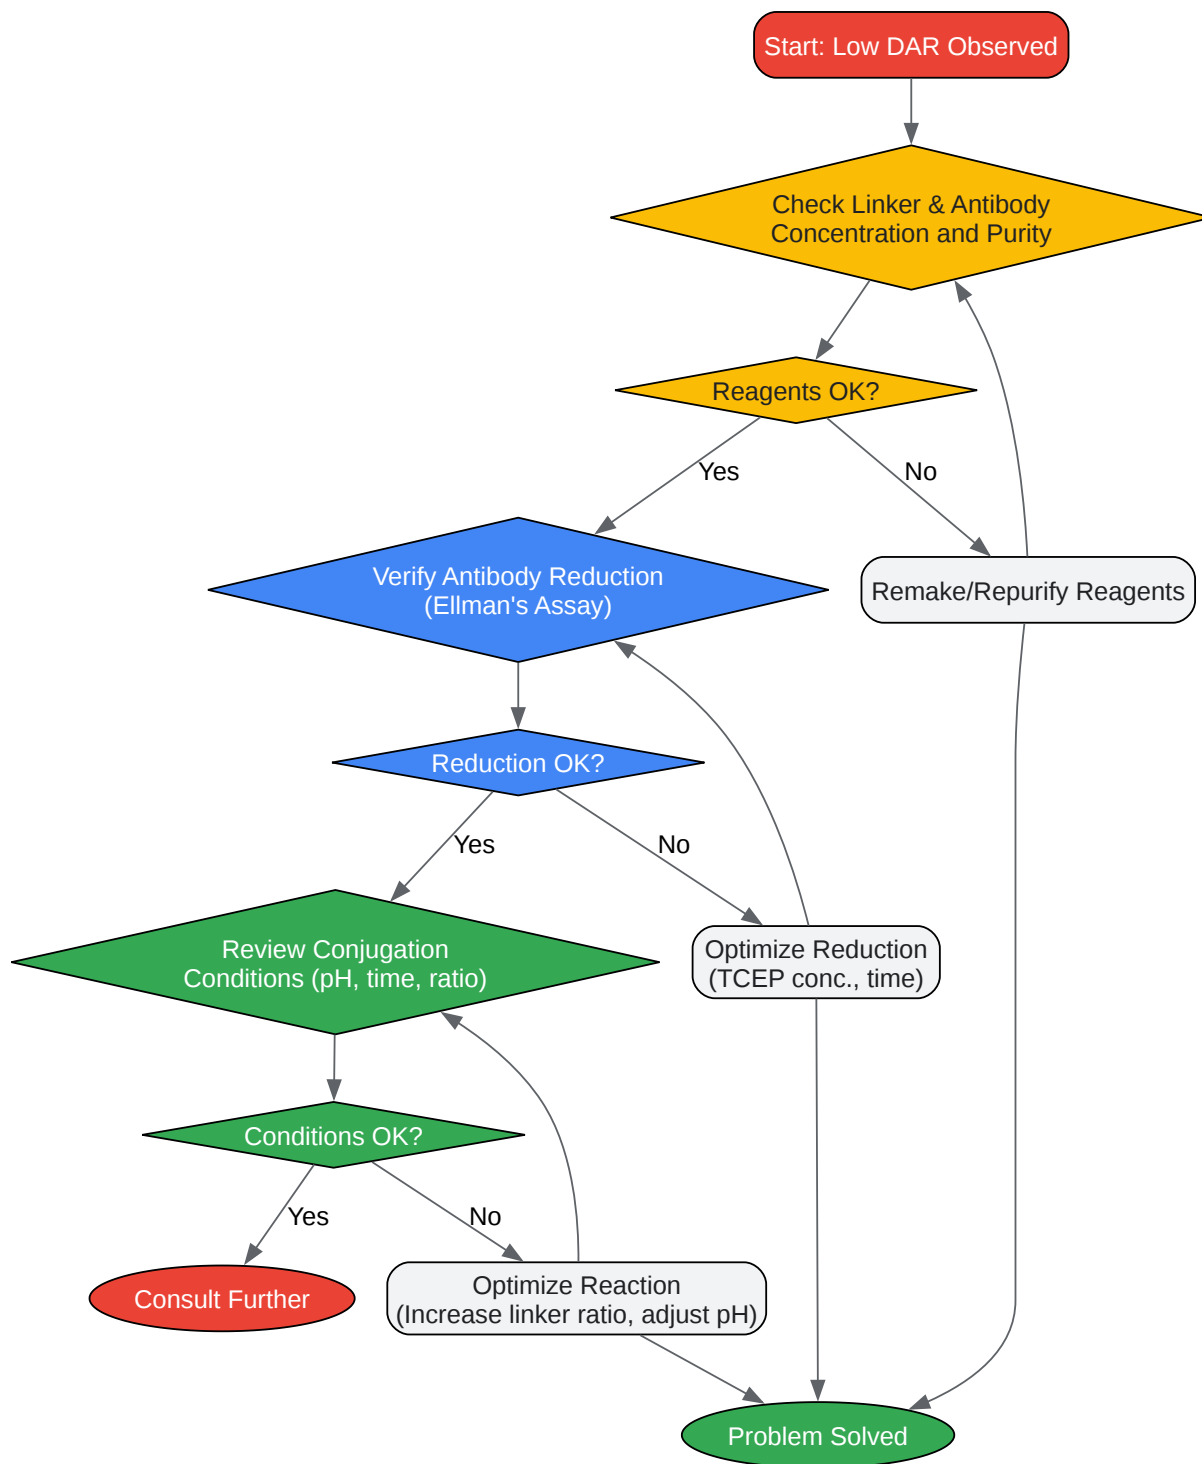 Start: Low DAR Observed
Check Linker & Antibody
Concentration and Purity
Reagents OK?
Yes
No
Verify Antibody Reduction
(Ellman's Assay)
Remake/Repurify Reagents
Reduction OK?
Yes
No
Review Conjugation
Conditions (pH, time, ratio)
Optimize Reduction
(TCEP conc., time)
Conditions OK?
Yes
No
Consult Further
Optimize Reaction
(Increase linker ratio, adjust pH)
Problem Solved